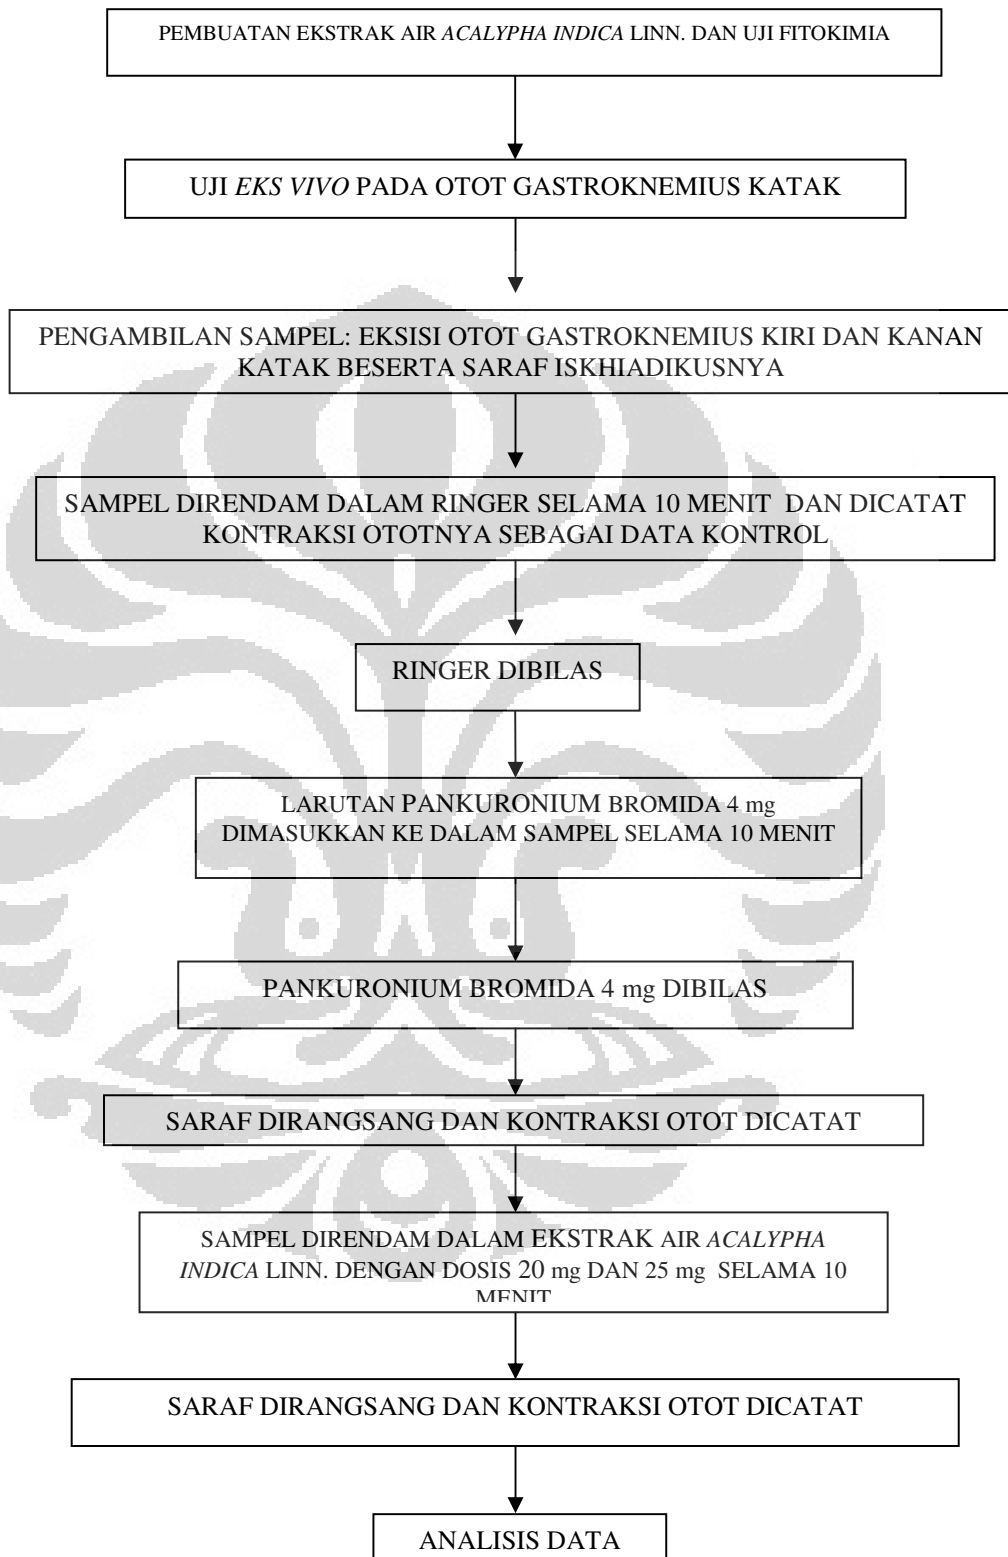 PEMBUATAN EKSTRAK AIR ACALYPHA INDICA LINN. DAN UJI FITOKIMIA
UJI EKS VIVO PADA OTOT GASTROKNEMIUS KATAK
PENGAMBILAN SAMPEL: EKSISI OTOT GASTROKNEMIUS KIRI DAN KANAN
KATAK BESERTA SARAF ISKHIADIKUSNYA
SAMPEL DIRENDAM DALAM RINGER SELAMA 10 MENIT DAN DICATAT
KONTRAKSI OTOTNYA SEBAGAI DATA KONTROL
RINGER DIBILAS
LARUTAN PANKURONIUM BROMIDA 4 mg
DIMASUKKAN KE DALAM SAMPEL SELAMA 10 MENIT
PANKURONIUM BROMIDA 4 mg DIBILAS
SARAF DIRANGSANG DAN KONTRAKSI OTOT DICATAT
SAMPEL DIRENDAM DALAM EKSTRAK AIR ACALYPHA
INDICA LINN. DENGAN DOSIS 20 mg DAN 25 mg SELAMA 10
MENIT
SARAF DIRANGSANG DAN KONTRAKSI OTOT DICATAT
ANALISIS DATA